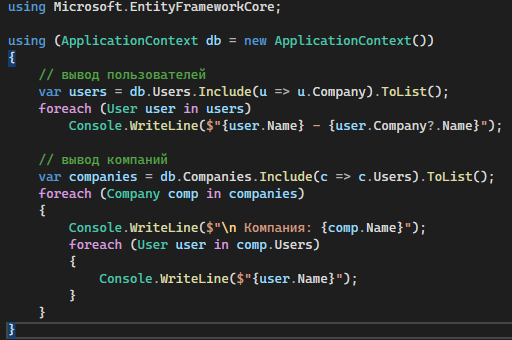 using Microsoft.EntityFrameworkCore;
using (ApplicationContext db = new ApplicationContext())
{
// вывод пользователей
var users = db.Users.Include(u => u.Company).ToList();
foreach (User user in users)
Console.WriteLine($"{user.Name} - {user.Company?.Name}");
// вывод компаний
var companies = db.Companies.Include(c => c.Users).ToList();
foreach (Company comp in companies)
{
Console.WriteLine($"\n Компания: {comp.Name}");
foreach (User user in comp.Users)
{
Console.WriteLine($"{user.Name}");
}
}
}